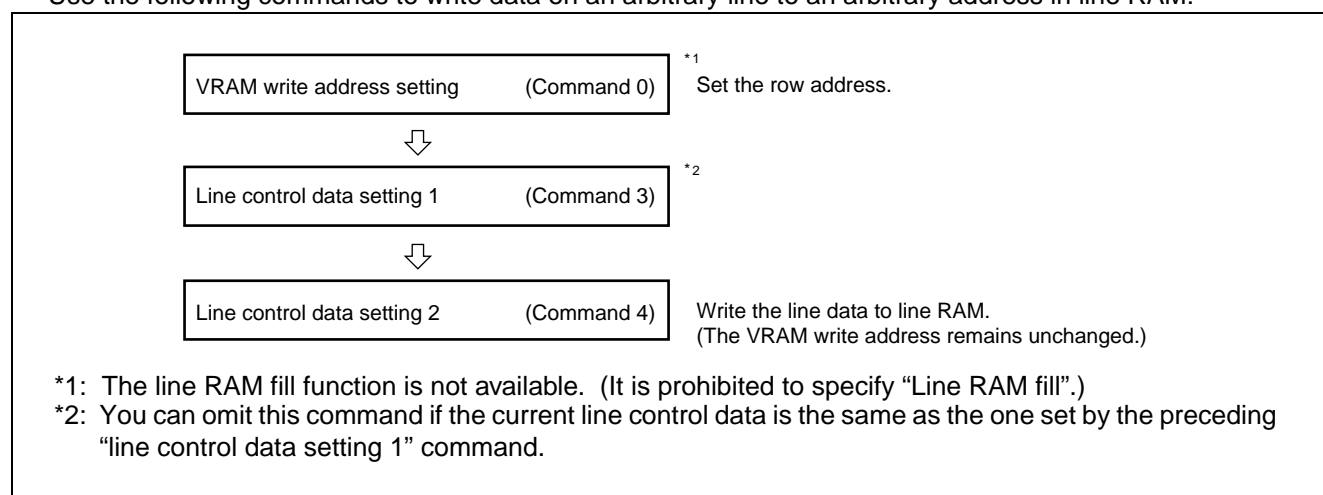 Use the following commands to write data on an arbitrary line to an arbitrary address in line RAM.
*1
VRAM write address setting (Command 0) Set the row address.
*2
Line control data setting 1 (Command 3)
Line control data setting 2 (Command 4) Write the line data to line RAM.
(The VRAM write address remains unchanged.)
*1: The line RAM fill function is not available. (It is prohibited to specify “Line RAM fill”.)
*2: You can omit this command if the current line control data is the same as the one set by the preceding
“line control data setting 1” command.